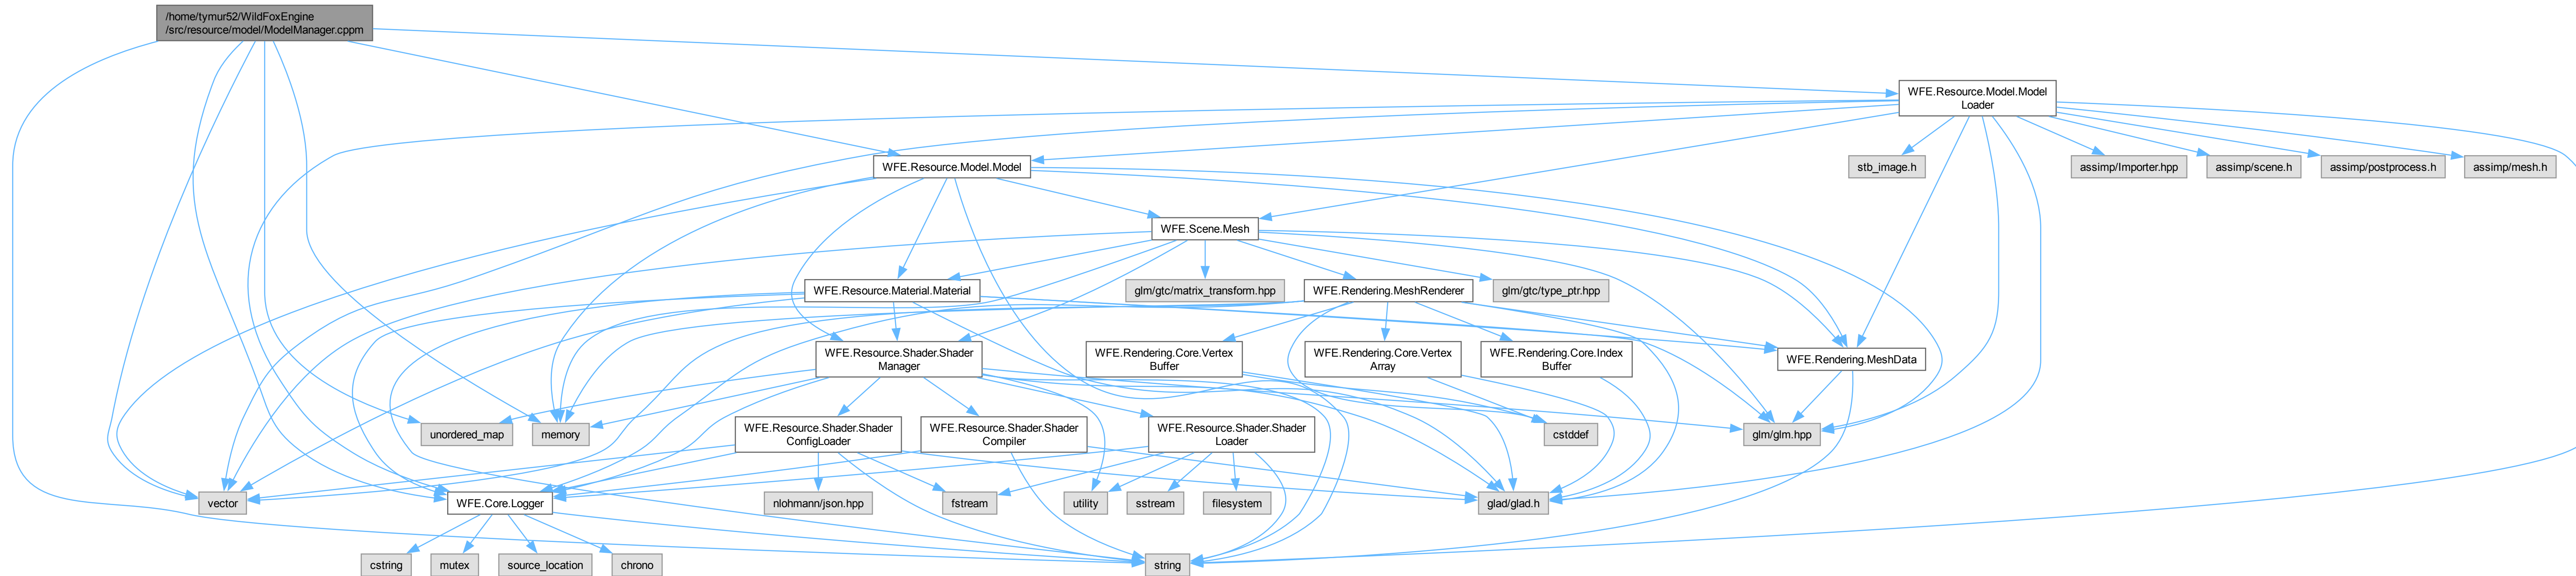 /home/tymur52/WildFoxEngine
/src/resource/model/ModelManager.cppm
WFE.Resource.Model.Model
Loader
WFE.Resource.Model.Model
stb_image.h
assimp/Importer.hpp
assimp/scene.h
assimp/postprocess.h
assimp/mesh.h
WFE.Scene.Mesh
WFE.Resource.Material.Material
glm/gtc/matrix_transform.hpp
WFE.Rendering.MeshRenderer
glm/gtc/type_ptr.hpp
WFE.Resource.Shader.Shader
Manager
WFE.Rendering.Core.Vertex
Buffer
WFE.Rendering.Core.Vertex
Array
WFE.Rendering.Core.Index
Buffer
WFE.Rendering.MeshData
unordered_map
memory
WFE.Resource.Shader.Shader
ConfigLoader
WFE.Resource.Shader.Shader
Compiler
WFE.Resource.Shader.Shader
Loader
cstddef
glm/glm.hpp
vector
WFE.Core.Logger
nlohmann/json.hpp
fstream
utility
sstream
filesystem
glad/glad.h
cstring
mutex
source_location
chrono
string